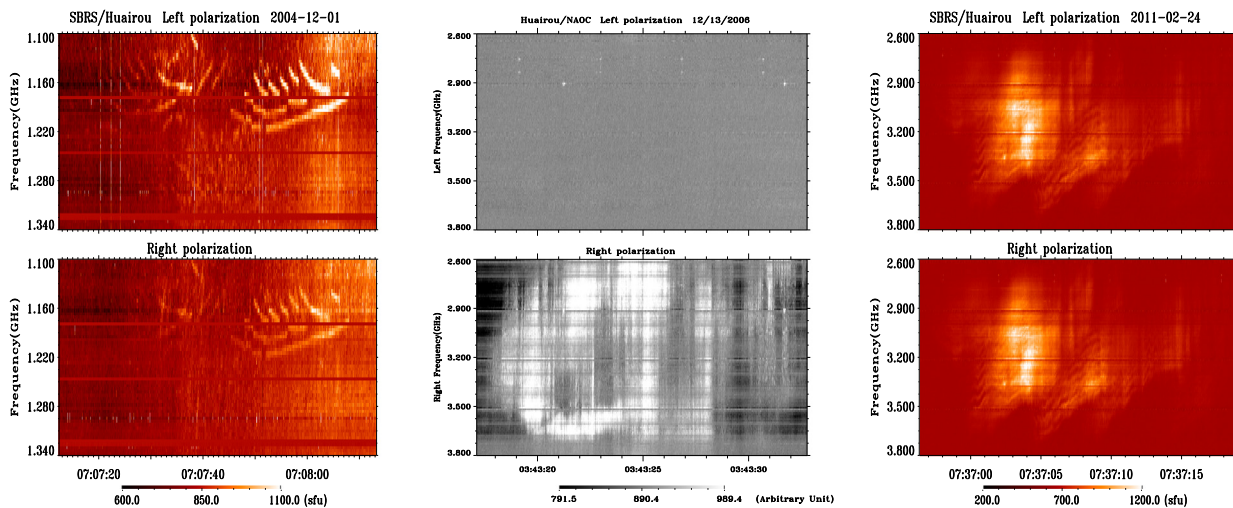 SBRS/Huairou Left polarization 2004-12-01
1.100
1.160
1.220
1.280
1.340
Frequency(GHz)
Right polarization
1.100
1.160
1.220
1.280
1.340
Frequency(GHz)
07:07:20 07:07:40 07:08:00
600.0 850.0 1100.0 (sfu)
Huairou/NAOC Left polarization 12/13/2006
2.600
2.900
3.200
3.500
3.800
Left Frequency(GHz)
Right polarization
2.600
2.900
3.200
3.500
3.800
Right Frequency(GHz)
03:43:20 03:43:25 03:43:30
791.5 890.4 989.4 (Arbitrary Unit)
SBRS/Huairou Left polarization 2011-02-24
2.600
2.900
3.200
3.500
3.800
Frequency(GHz)
Right polarization
2.600
2.900
3.200
3.500
3.800
Frequency(GHz)
07:37:00 07:37:05 07:37:10 07:37:15
200.0 700.0 1200.0 (sfu)